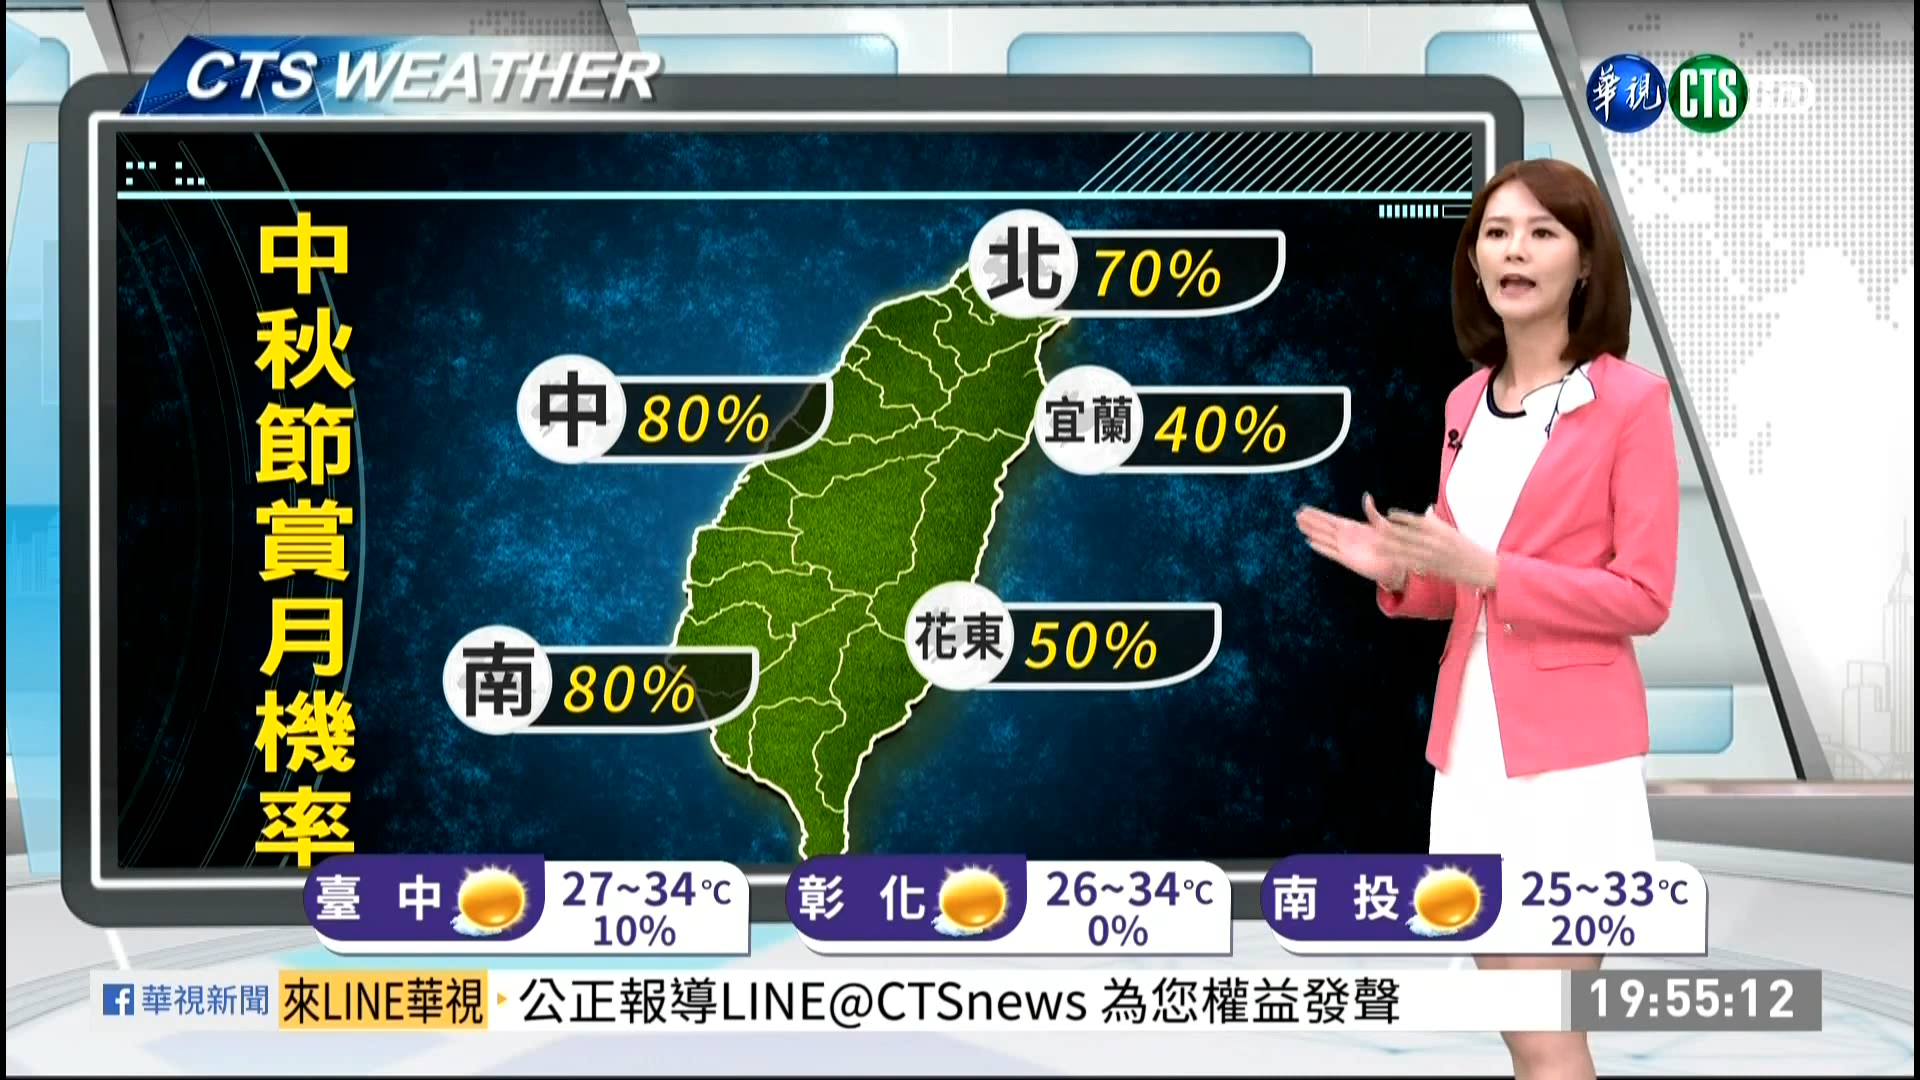 CTS WEATHER
華視 CTS HD
中秋節賞月機率
北 70%
中 80%
宜蘭 40%
花東 50%
南 80%
臺中 27~34℃ 10%
彰化 26~34℃ 0%
南投 25~33℃ 20%
華視新聞 來LINE華視 公正報導LINE@CTSnews 為您權益發聲 19:55:12